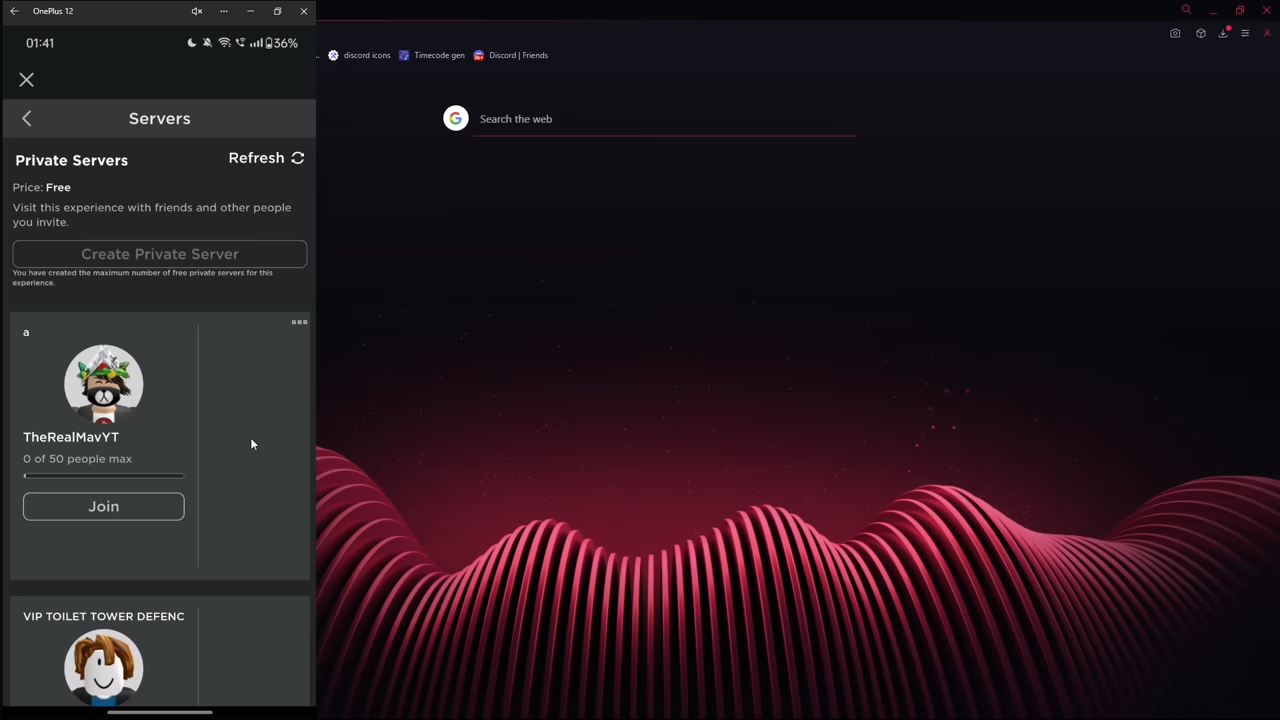 OnePlus 12
01:41
36%
Servers
Private Servers
Refresh
Price: Free
Visit this experience with friends and other people
you invite.
Create Private Server
You have created the maximum number of free private servers for this
experience.
a
TheRealMavYT
0 of 50 people max
Join
VIP TOILET TOWER DEFENC
discord icons
Timecode gen
Discord | Friends
G
Search the web